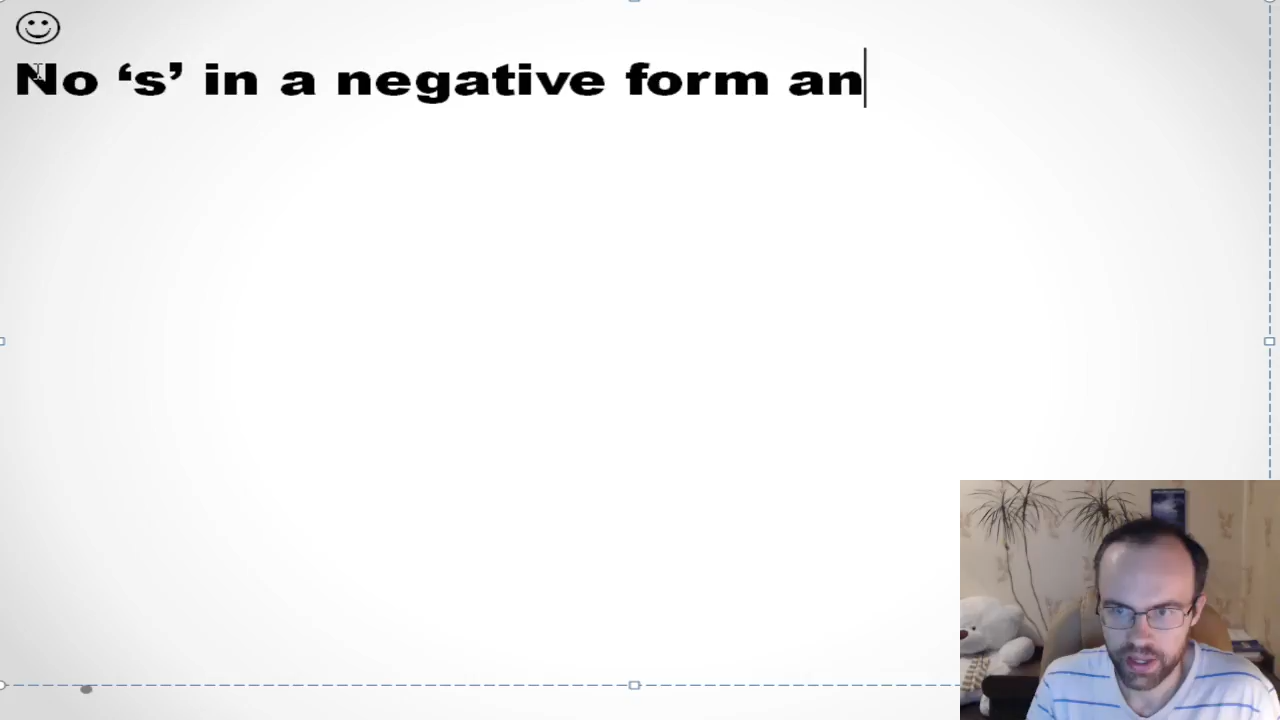 No ‘s’ in a negative form an